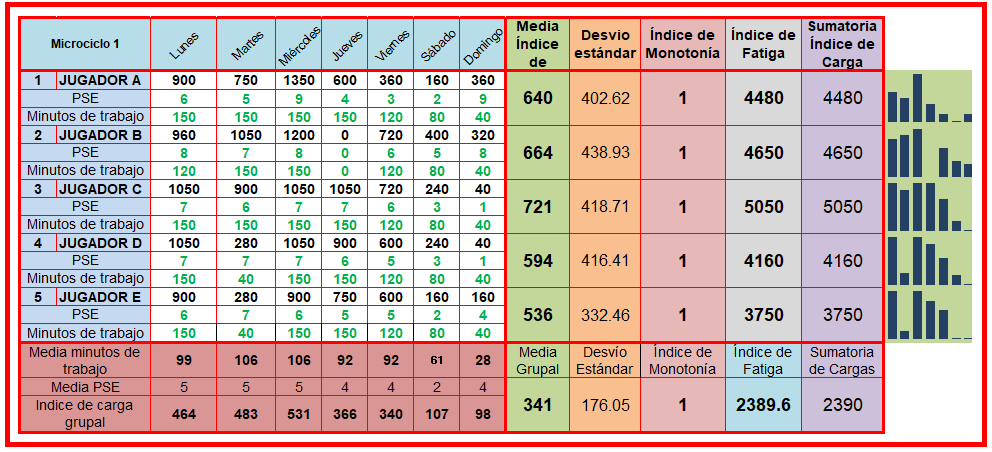 Microciclo 1 Lunes Martes Miércoles Jueves Viernes Sábado Domingo Media Índice de Desvio estándar Índice de Monotonía Índice de Fatiga Sumatoria Índice de Carga
1 JUGADOR A 900 750 1350 600 360 160 360 640 402.62 1 4480 4480
PSE 6 5 9 4 3 2 9
Minutos de trabajo 150 150 150 150 120 80 40
2 JUGADOR B 960 1050 1200 0 720 400 320 664 438.93 1 4650 4650
PSE 8 7 8 0 6 5 8
Minutos de trabajo 120 150 150 0 120 80 40
3 JUGADOR C 1050 900 1050 1050 720 240 40 721 418.71 1 5050 5050
PSE 7 6 7 7 6 3 1
Minutos de trabajo 150 150 150 150 120 80 40
4 JUGADOR D 1050 280 1050 900 600 240 40 594 416.41 1 4160 4160
PSE 7 7 7 6 5 3 1
Minutos de trabajo 150 40 150 150 120 80 40
5 JUGADOR E 900 280 900 750 600 160 160 536 332.46 1 3750 3750
PSE 6 7 6 5 5 2 4
Minutos de trabajo 150 40 150 150 120 80 40
Media minutos de trabajo 99 106 106 92 92 61 28 Media Grupal Desvío Estándar Índice de Monotonía Índice de Fatiga Sumatoria de Cargas
Media PSE 5 5 5 4 4 2 4
Indice de carga grupal 464 483 531 366 340 107 98 341 176.05 1 2389.6 2390